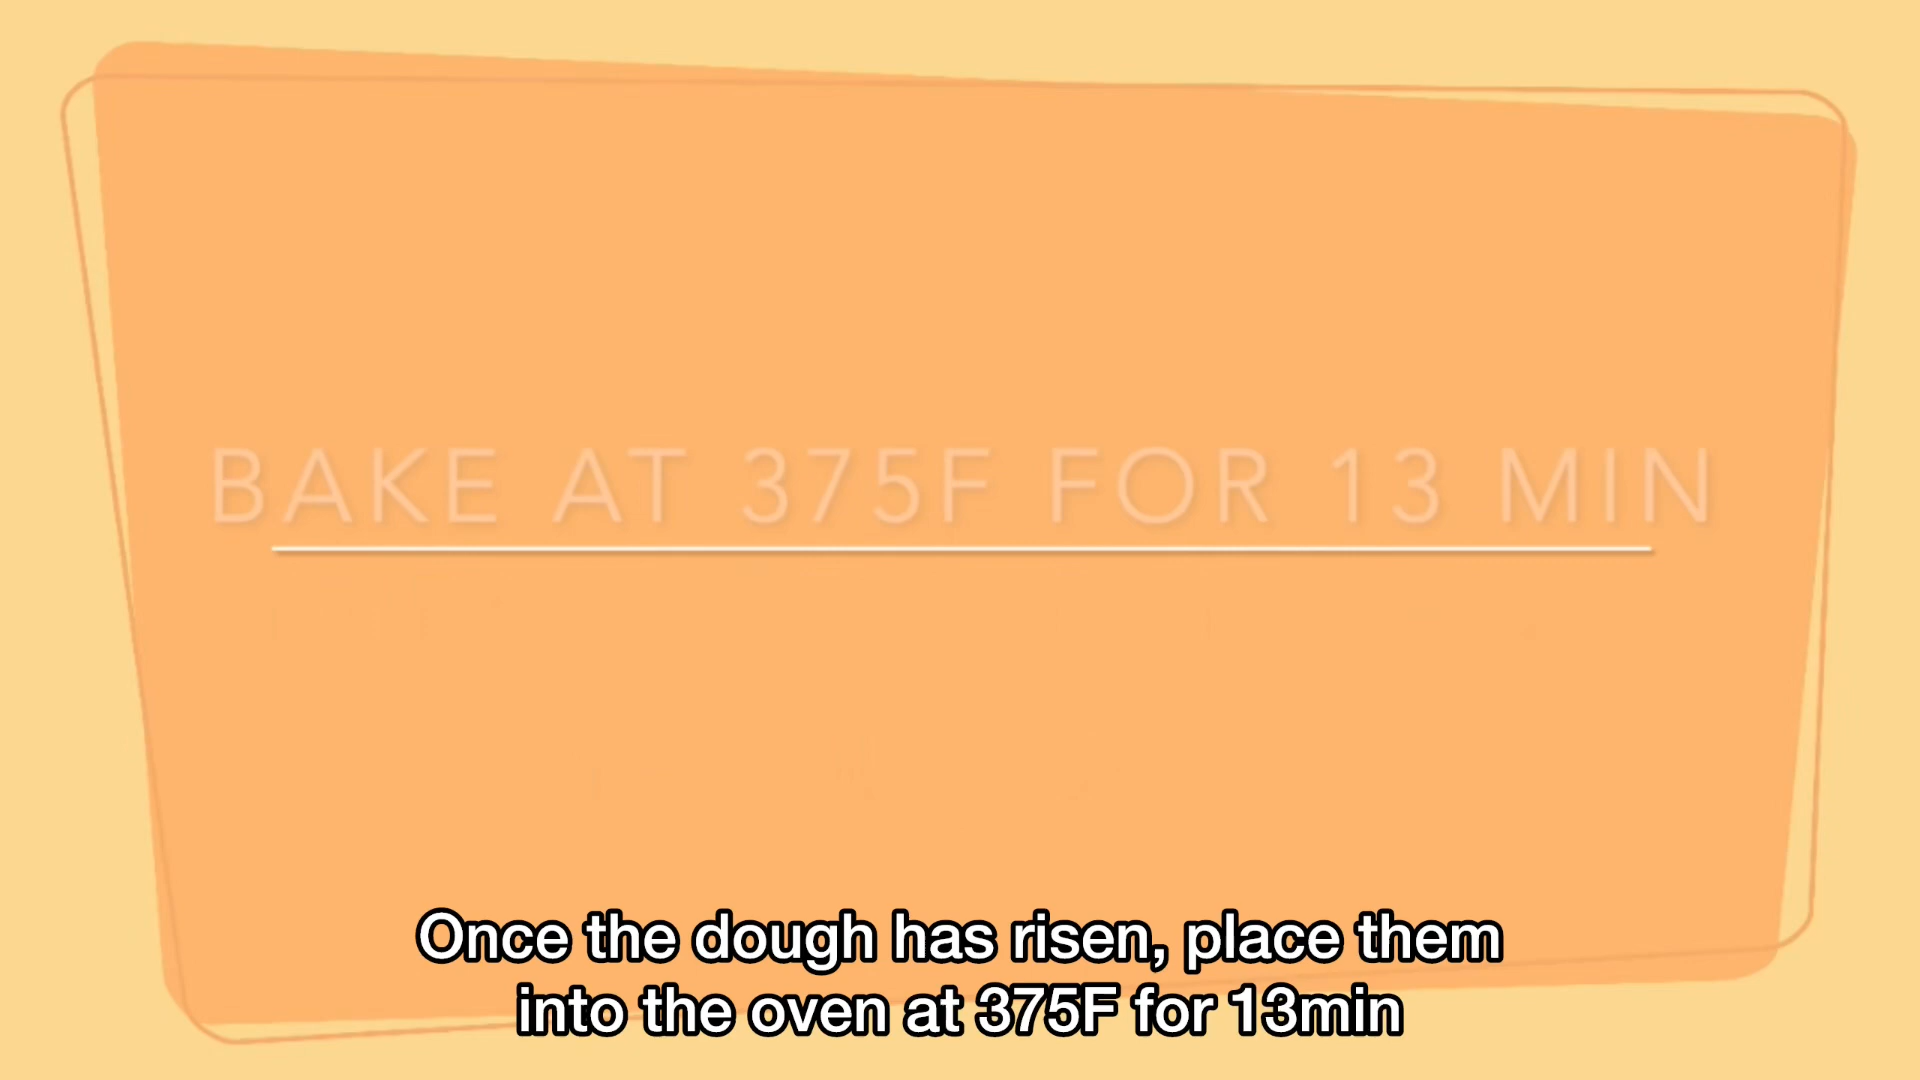 BAKE AT 375F FOR 13 MIN
Once the dough has risen, place them
into the oven at 375F for 13min